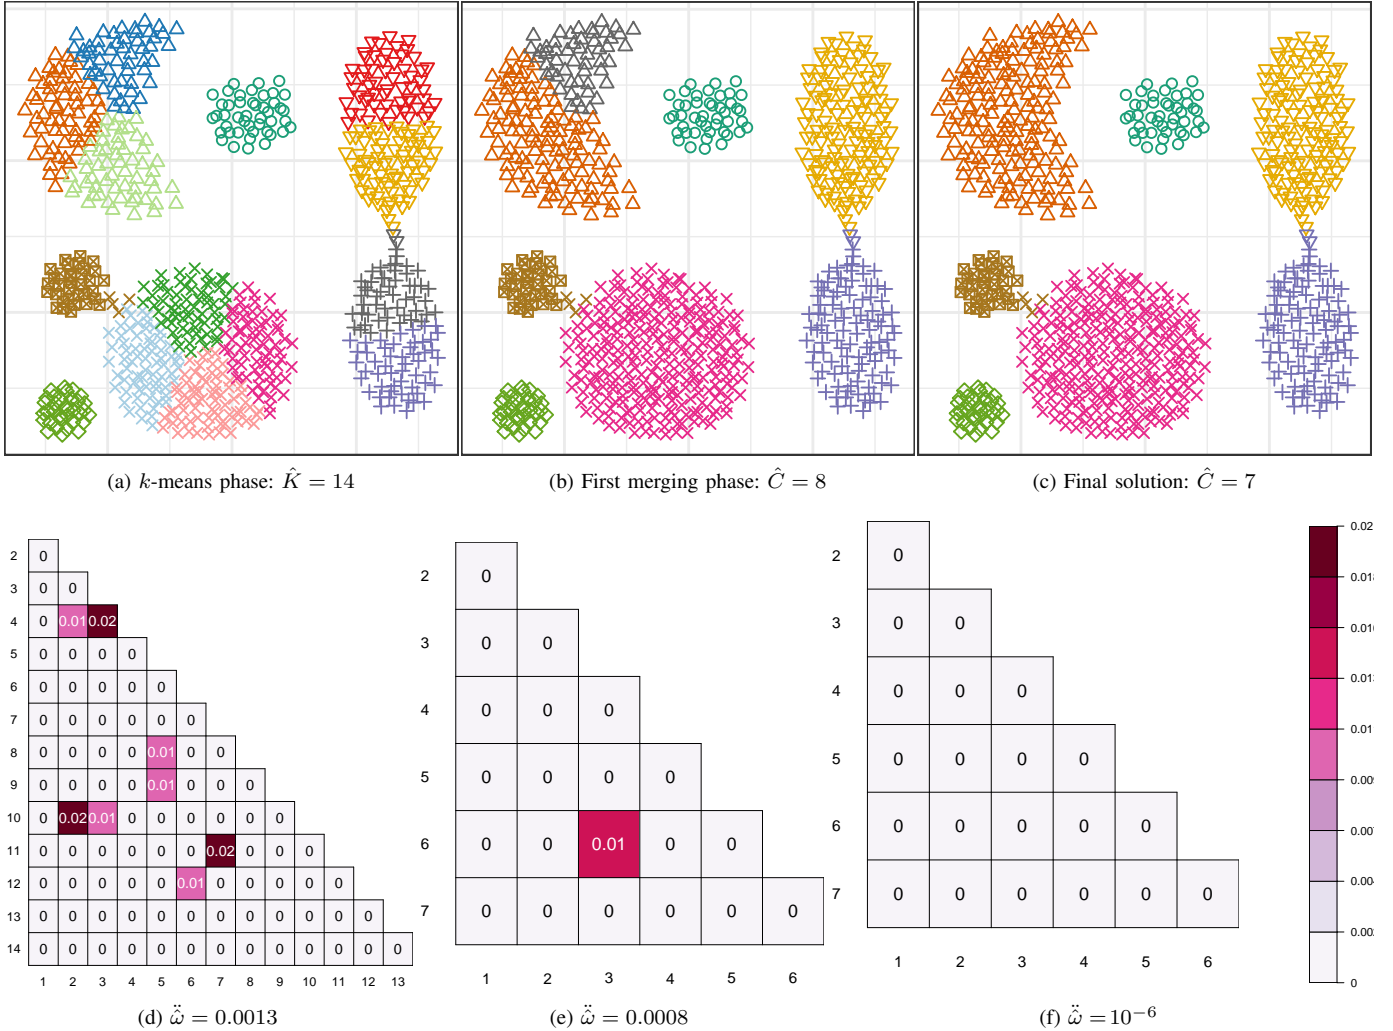 (a) k-means phase: K̂ = 14
(b) First merging phase: Ĉ = 8
(c) Final solution: Ĉ = 7
2 0
3 0 0
4 0 0.01 0.02
5 0 0 0 0
6 0 0 0 0 0
7 0 0 0 0 0 0
8 0 0 0 0 0.01 0 0
9 0 0 0 0 0.01 0 0 0
10 0 0.02 0.01 0 0 0 0 0 0
11 0 0 0 0 0 0 0.02 0 0 0
12 0 0 0 0 0 0.01 0 0 0 0 0
13 0 0 0 0 0 0 0 0 0 0 0 0
14 0 0 0 0 0 0 0 0 0 0 0 0 0
1 2 3 4 5 6 7 8 9 10 11 12 13
(d) ω̂̈ = 0.0013
2 0
3 0 0
4 0 0 0
5 0 0 0 0
6 0 0 0.01 0 0
7 0 0 0 0 0 0
1 2 3 4 5 6
(e) ω̂̈ = 0.0008
2 0
3 0 0
4 0 0 0
5 0 0 0 0
6 0 0 0 0 0
7 0 0 0 0 0 0
1 2 3 4 5 6
(f) ω̂̈ = 10⁻⁶
0.02
0.013
0.011
0.002
0